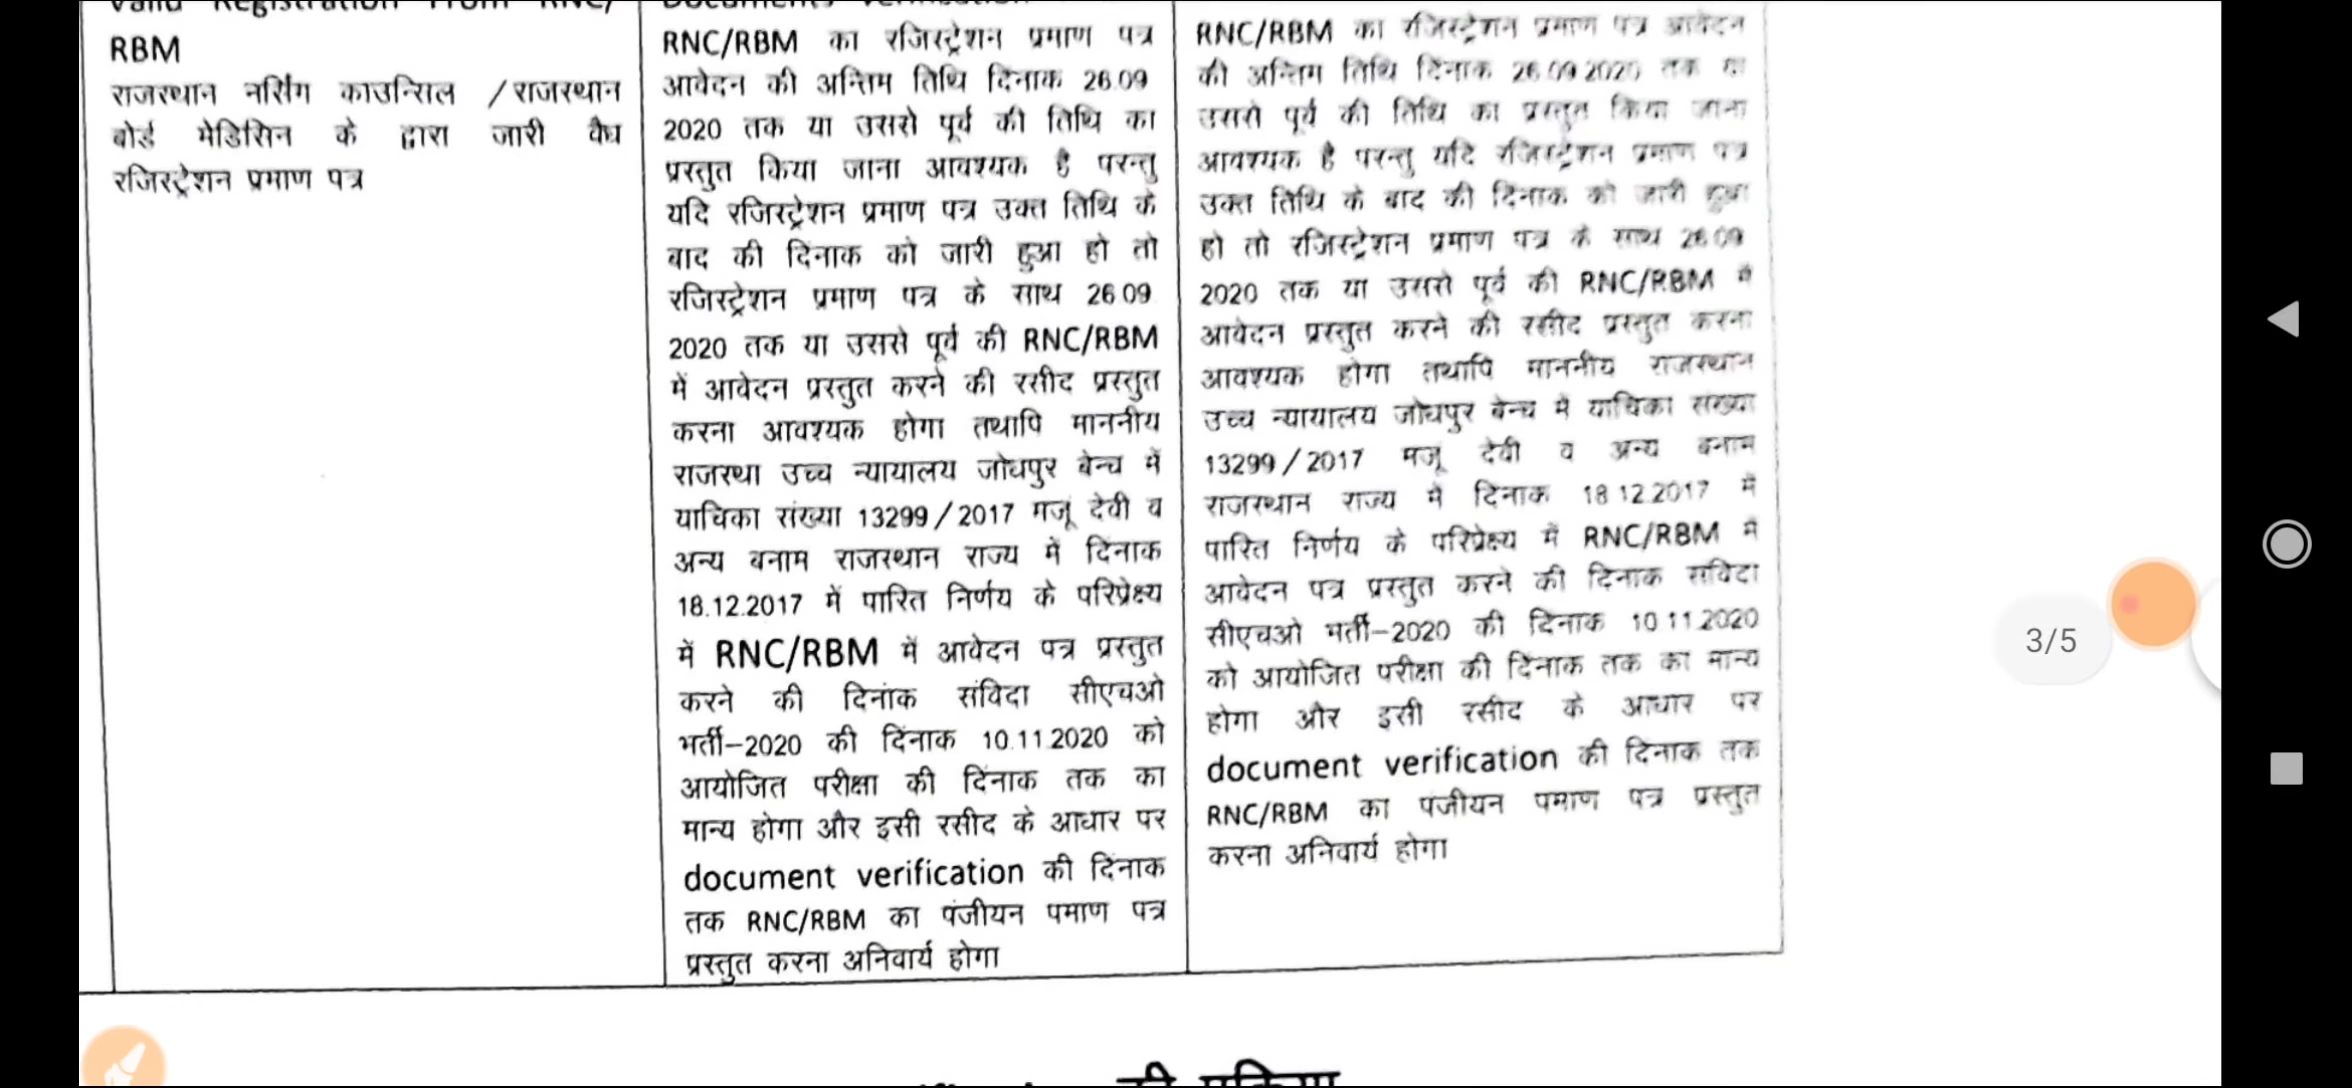 Valid Registration From RNC/
RBM
राजस्थान नर्सिंग काउन्सिल /राजस्थान
बोर्ड मेडिसिन के द्वारा जारी वैध
रजिस्ट्रेशन प्रमाण पत्र
RNC/RBM का रजिस्ट्रेशन प्रमाण पत्र
आवेदन की अन्तिम तिथि दिनाक 26.09
2020 तक या उससे पूर्व की तिथि का
प्रस्तुत किया जाना आवश्यक है परन्तु
यदि रजिस्ट्रेशन प्रमाण पत्र उक्त तिथि के
बाद की दिनाक को जारी हुआ हो तो
रजिस्ट्रेशन प्रमाण पत्र के साथ 26 09
2020 तक या उससे पूर्व की RNC/RBM
में आवेदन प्रस्तुत करने की रसीद प्रस्तुत
करना आवश्यक होगा तथापि माननीय
राजस्था उच्च न्यायालय जोधपुर बेन्च में
याचिका संख्या 13299/2017 मजूं देवी व
अन्य बनाम राजस्थान राज्य में दिनाक
18.12.2017 में पारित निर्णय के परिप्रेक्ष्य
में RNC/RBM में आवेदन पत्र प्रस्तुत
करने की दिनांक संविदा सीएचओ
भर्ती–2020 की दिंनाक 10.11.2020 को
आयोजित परीक्षा की दिंनाक तक का
मान्य होगा और इसी रसीद के आधार पर
document verification की दिंनाक
तक RNC/RBM का पंजीयन पमाण पत्र
प्रस्तुत करना अनिवार्य होगा
RNC/RBM का रजिस्ट्रेशन प्रमाण पत्र आवेदन
की अन्तिम तिथि दिनाक 26 09 2020 तक या
उससे पूर्व की तिथि का प्रस्तुत किया जाना
आवश्यक है परन्तु यदि रजिस्ट्रेशन प्रमाण पत्र
उक्त तिथि के बाद की दिनाक को जारी हुआ
हो तो रजिस्ट्रेशन प्रमाण पत्र के साथ 26 09
2020 तक या उससे पूर्व की RNC/RBM में
आवेदन प्रस्तुत करने की रसीद प्रस्तुत करना
आवश्यक होगा तथापि माननीय राजस्थान
उच्च न्यायालय जोधपुर बेन्च में याचिका संख्या
13299/2017 मजू देवी व अन्य बनाम
राजस्थान राज्य में दिनाक 18 12.2017 में
पारित निर्णय के परिप्रेक्ष्य में RNC/RBM में
आवेदन पत्र प्रस्तुत करने की दिनाक संविदा
सीएचओ भर्ती–2020 की दिनाक 10 11.2020
को आयोजित परीक्षा की दिंनाक तक का मान्य
होगा और इसी रसीद के आधार पर
document verification की दिनाक तक
RNC/RBM का पंजीयन पमाण पत्र प्रस्तुत
करना अनिवार्य होगा
3/5
की प्रक्रिया